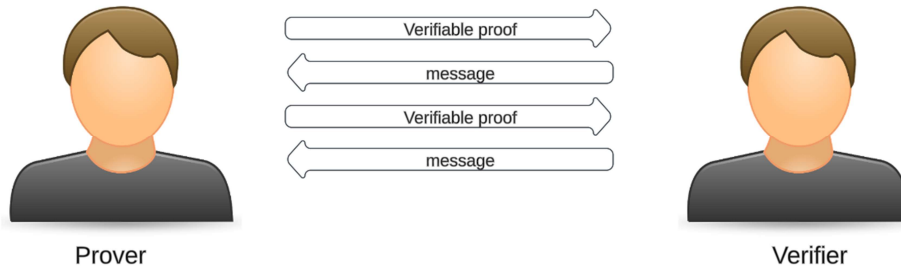 Verifiable proof
message
Verifiable proof
message
Prover
Verifier